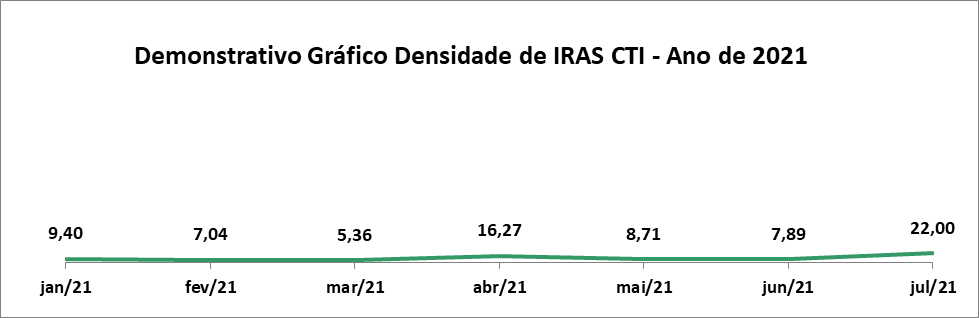 Demonstrativo Gráfico Densidade de IRAS CTI - Ano de 2021
9,40 7,04 5,36 16,27 8,71 7,89 22,00
jan/21 fev/21 mar/21 abr/21 mai/21 jun/21 jul/21